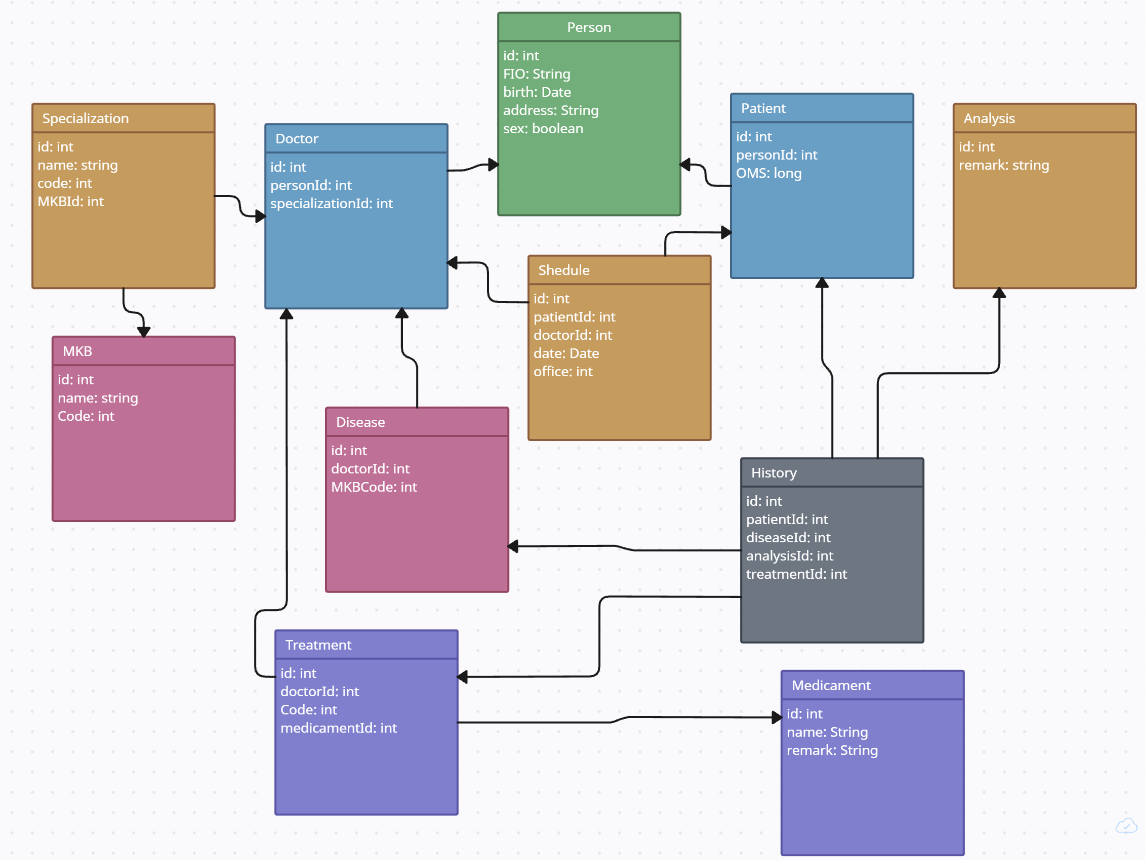 Person
id: int
FIO: String
birth: Date
address: String
sex: boolean
Specialization
id: int
name: string
code: int
MKBId: int
Doctor
id: int
personId: int
specializationId: int
Patient
id: int
personId: int
OMS: long
Analysis
id: int
remark: string
Shedule
id: int
patientId: int
doctorId: int
date: Date
office: int
MKB
id: int
name: string
Code: int
Disease
id: int
doctorId: int
MKBCode: int
History
id: int
patientId: int
diseaseId: int
analysisId: int
treatmentId: int
Treatment
id: int
doctorId: int
Code: int
medicamentId: int
Medicament
id: int
name: String
remark: String